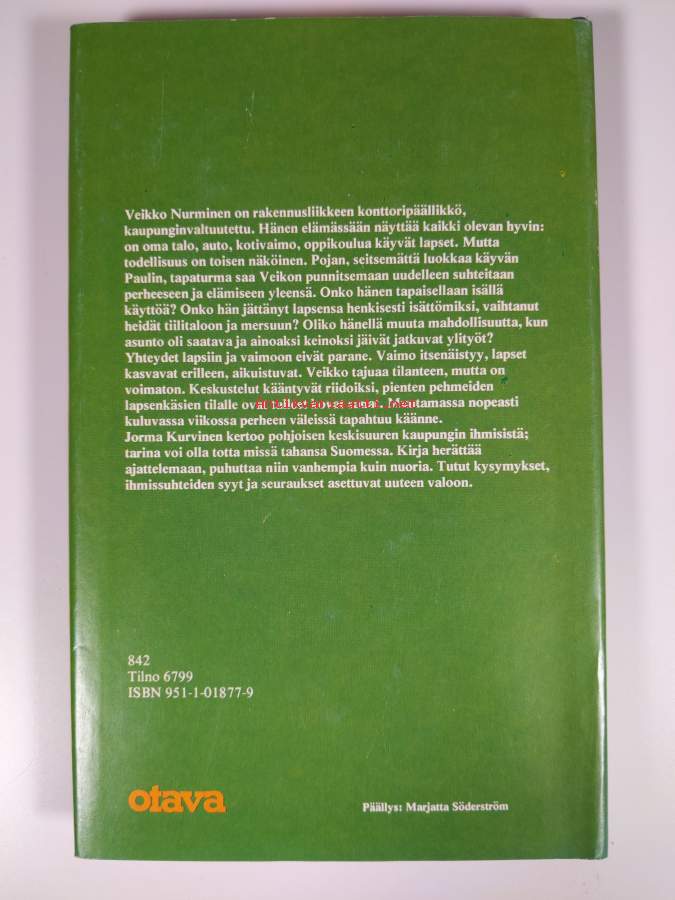 Veikko Nurminen on rakennusliikkeen konttoripäällikkö,
kaupunginvaltuutettu. Hänen elämässään näyttää kaikki olevan hyvin:
on oma talo, auto, kotivaimo, oppikoulua käyvät lapset. Mutta
todellisuus on toisen näköinen. Pojan, seitsemättä luokkaa käyvän
Paulin, tapaturma saa Veikon punnitsemaan uudelleen suhteitaan
perheeseen ja elämiseen yleensä. Onko hänen tapaisellaan isällä
käyttöä? Onko hän jättänyt lapsensa henkisesti isättömiksi, vaihtanut
heidät tiilitaloon ja mersuun? Oliko hänellä muuta mahdollisuutta, kun
asunto oli saatava ja ainoaksi keinoksi jäivät jatkuvat ylityöt?
Yhteydet lapsiin ja vaimoon eivät parane. Vaimo itsenäistyy, lapset
kasvavat erilleen, aikuistuvat. Veikko tajuaa tilanteen, mutta on
voimaton. Keskustelut kääntyvät riidoiksi, pienten pehmeiden
lapsenkäsien tilalle ovat Muutamassa nopeasti
kuluvassa viikossa perheen väleissä tapahtuu käänne.
Jorma Kurvinen kertoo pohjoisen keskisuuren kaupungin ihmisistä;
tarina voi olla totta missä tahansa Suomessa. Kirja herättää
ajattelemaan, puhuttaa niin vanhempia kuin nuoria. Tutut kysymykset,
ihmissuhteiden syyt ja seuraukset asettuvat uuteen valoon.
842
Tilno 6799
ISBN 951-1-01877-9
otava
Päällys: Marjatta Söderström